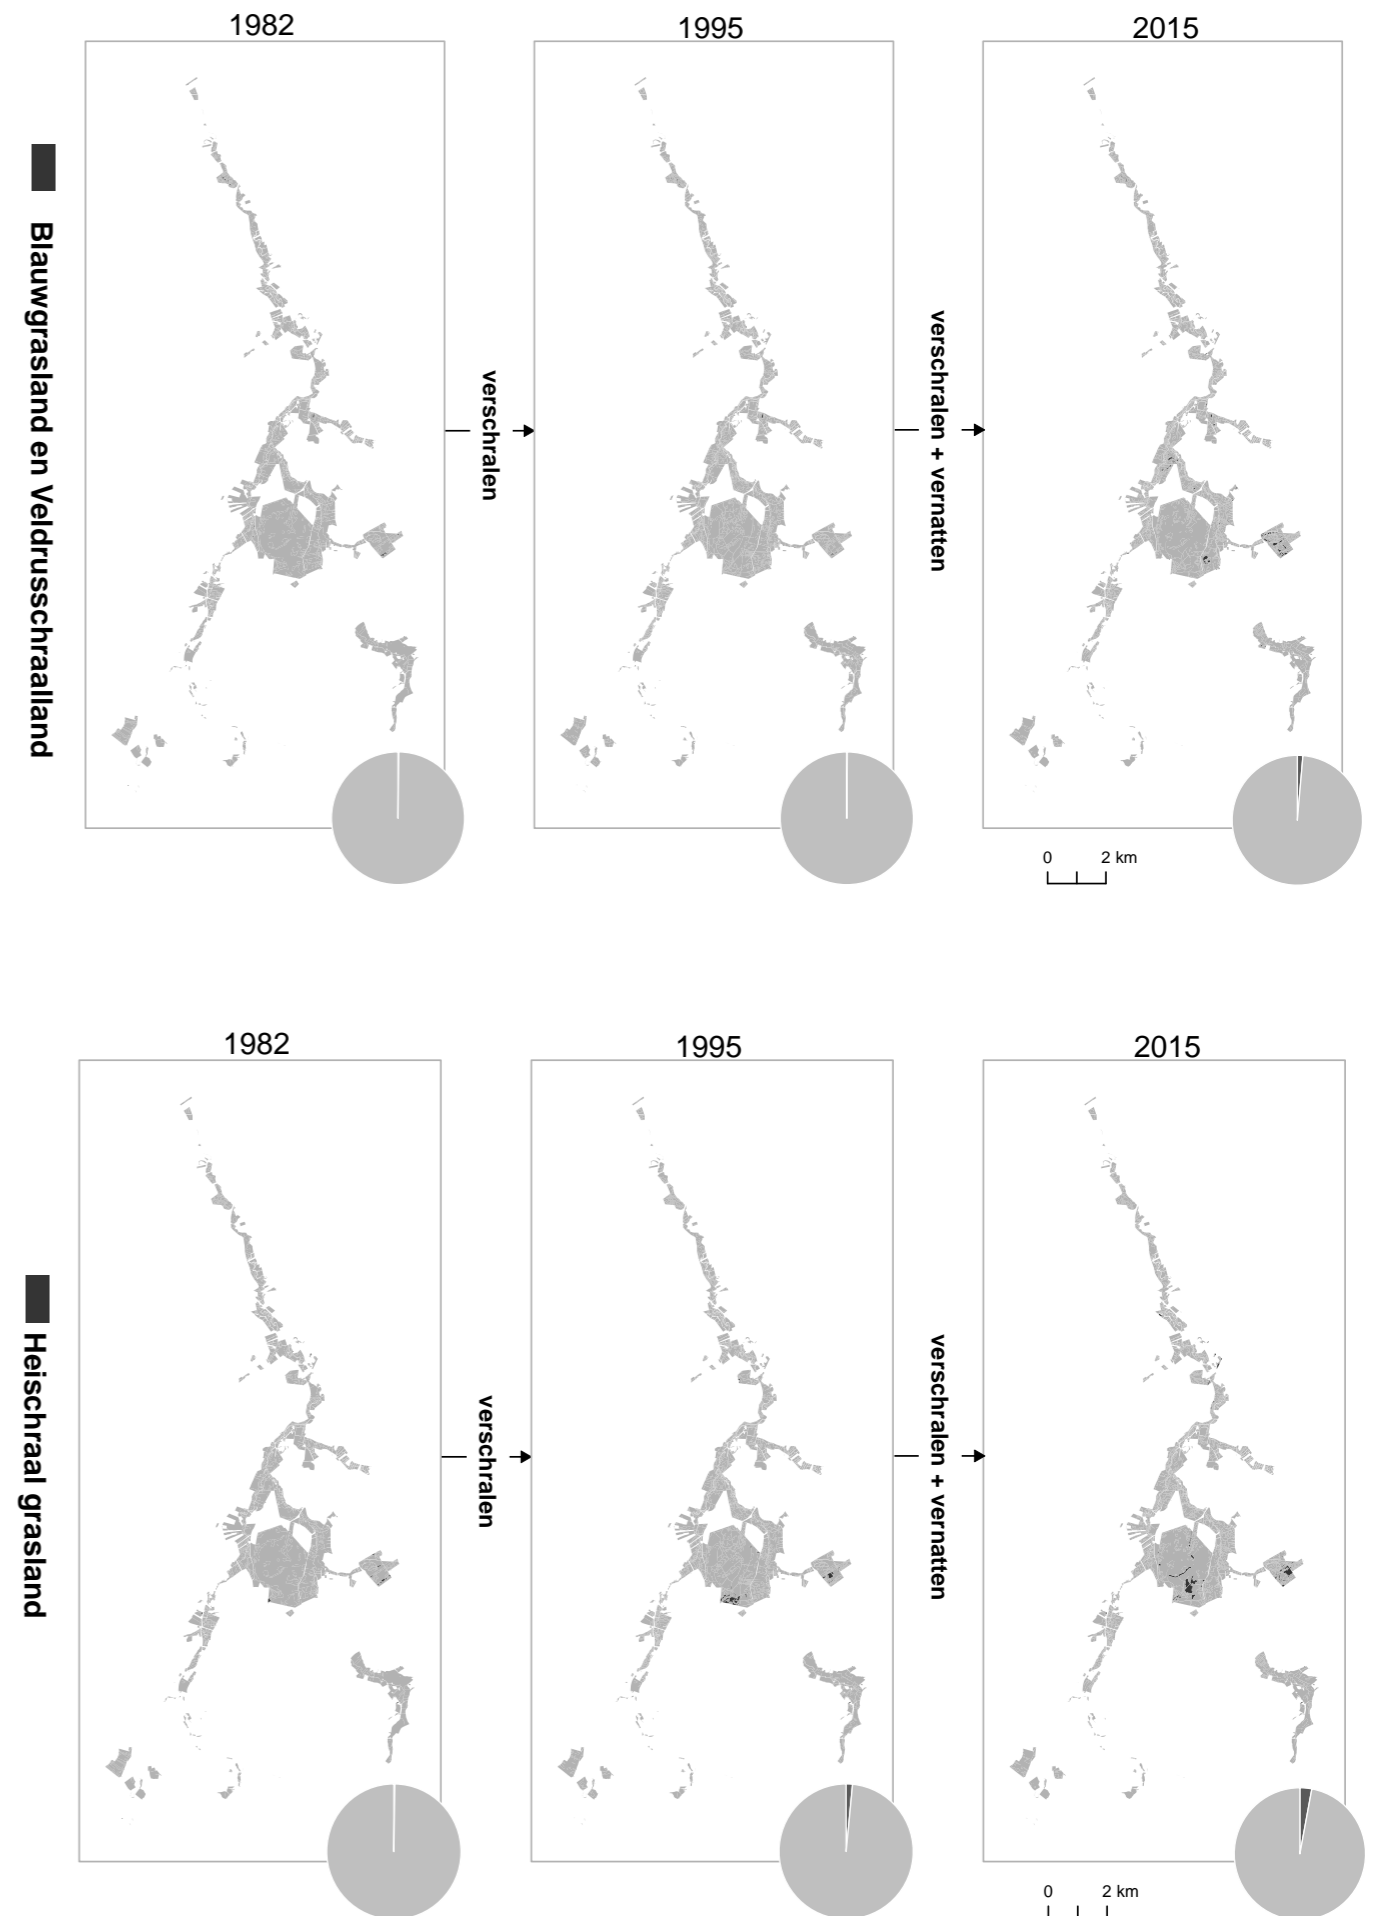 1982
1995
2015
Blauwgrasland en Veldrusschraalland
verschralen
verschralen + vernatten
0 2 km
1982
1995
2015
Heischraal grasland
verschralen
verschralen + vernatten
0 2 km